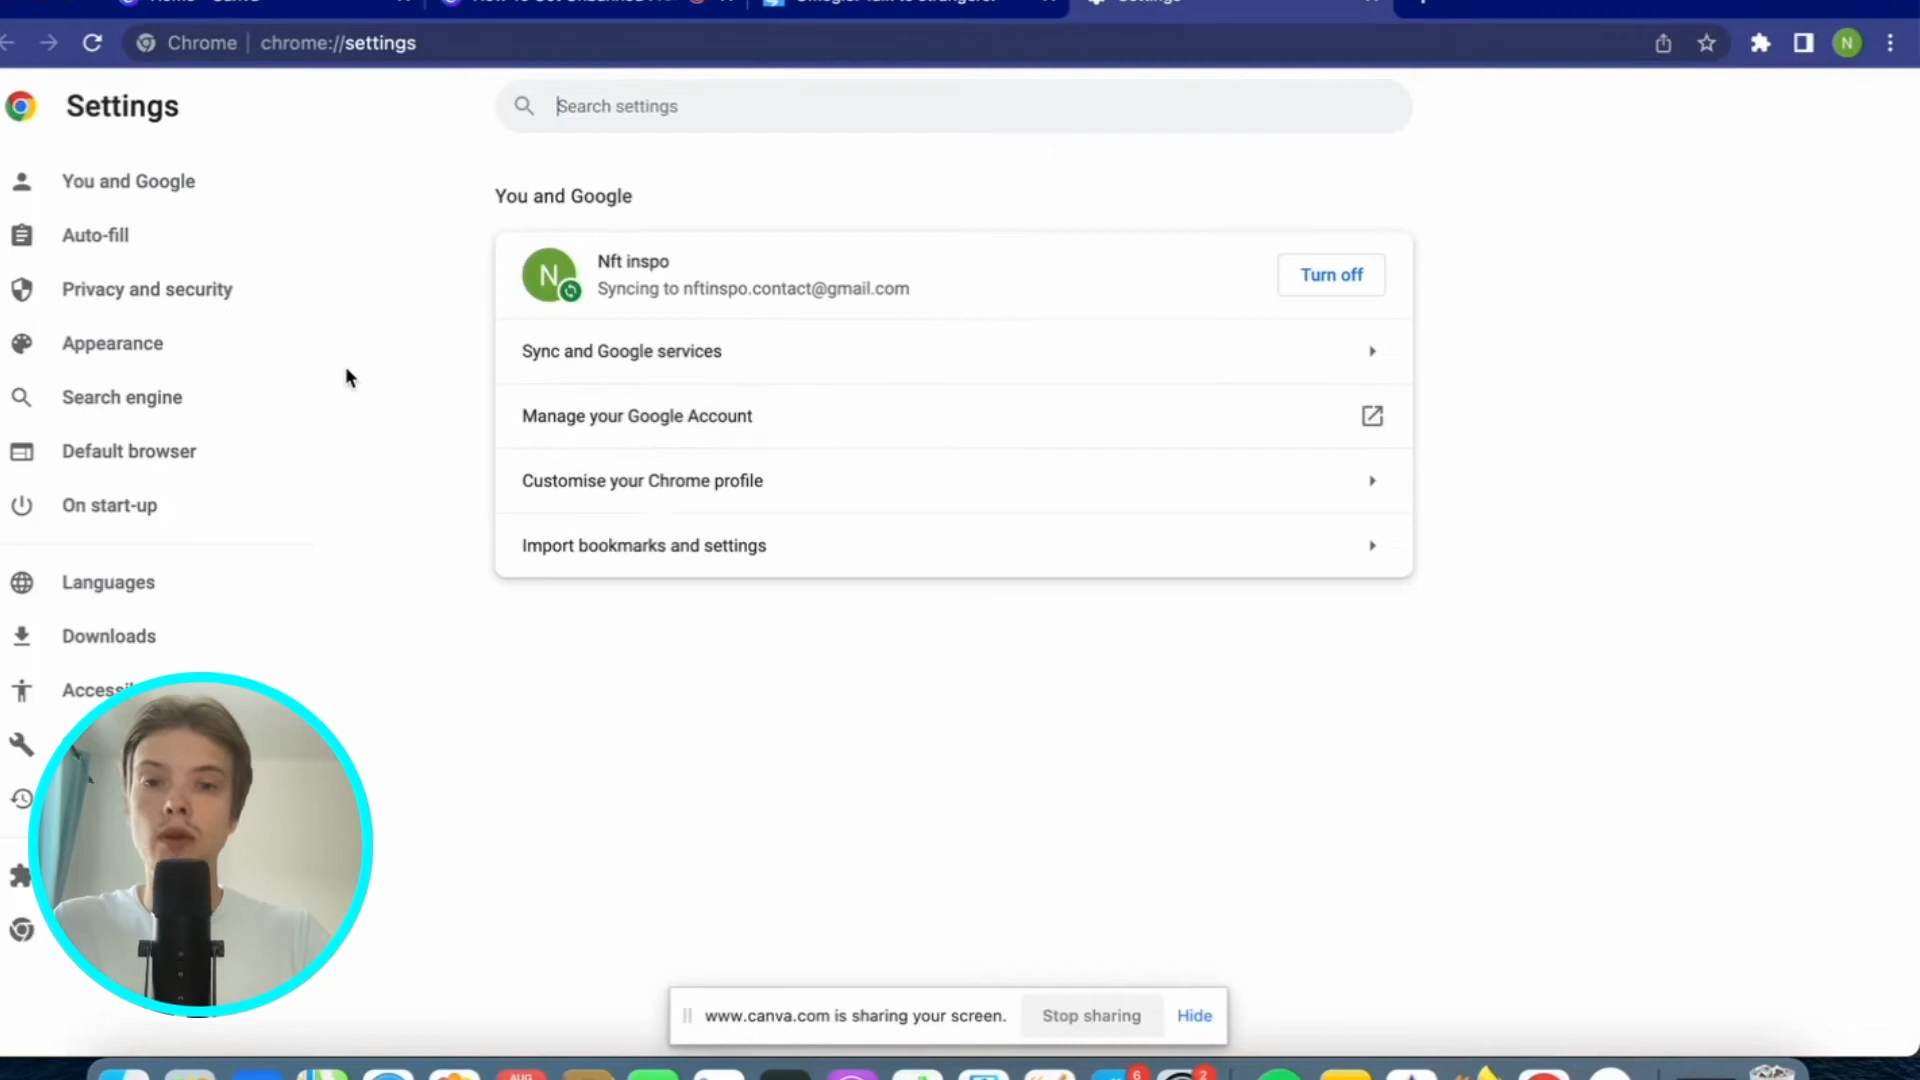 Chrome
chrome://settings
N
Settings
Search settings
You and Google
Auto-fill
Privacy and security
Appearance
Search engine
Default browser
On start-up
Languages
Downloads
You and Google
N
Nft inspo
Syncing to nftinspo.contact@gmail.com
Turn off
Sync and Google services
Manage your Google Account
Customise your Chrome profile
Import bookmarks and settings
www.canva.com is sharing your screen.
Stop sharing
Hide
AUG
6
2